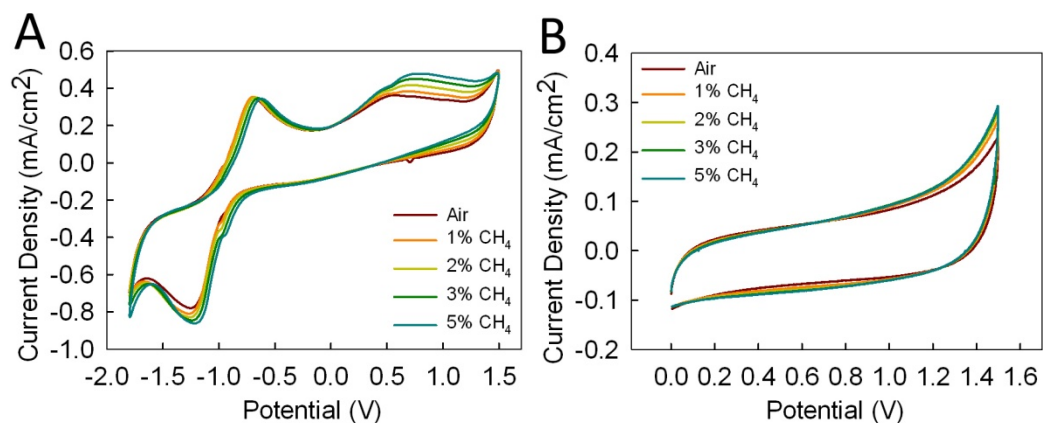 A
Current Density (mA/cm2)
0.6
0.4
0.2
0.0
-0.2
-0.4
-0.6
-0.8
-1.0
Air
1% CH4
2% CH4
3% CH4
5% CH4
-2.0 -1.5 -1.0 -0.5 0.0 0.5 1.0 1.5
Potential (V)
B
Current Density (mA/cm2)
0.4
0.3
0.2
0.1
0.0
-0.1
-0.2
Air
1% CH4
2% CH4
3% CH4
5% CH4
0.0 0.2 0.4 0.6 0.8 1.0 1.2 1.4 1.6
Potential (V)